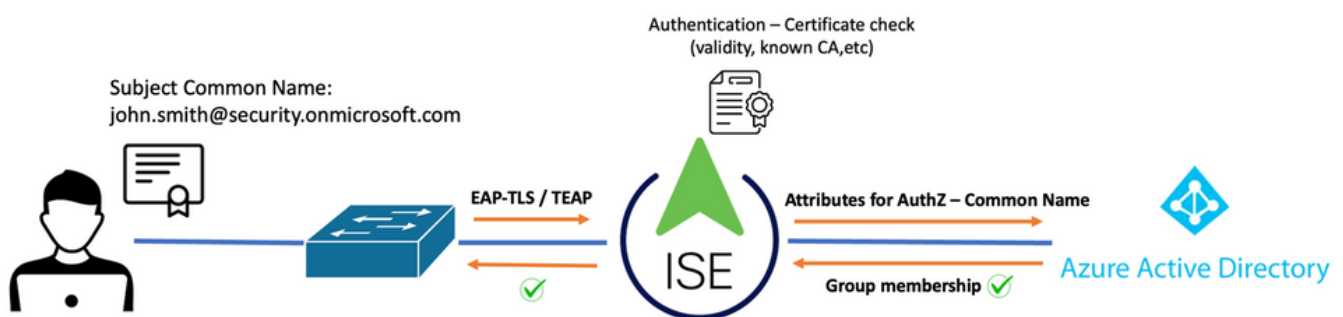 Authentication – Certificate check
(validity, known CA,etc)
Subject Common Name:
john.smith@security.onmicrosoft.com
EAP-TLS / TEAP
Attributes for AuthZ – Common Name
ISE
Azure Active Directory
Group membership